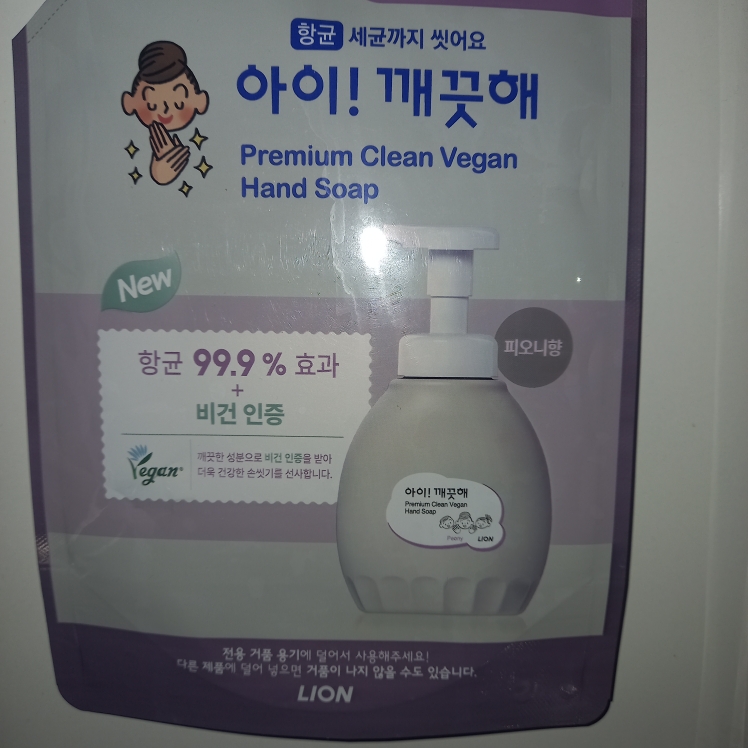 항균 세균까지 씻어요
아이! 깨끗해
Premium Clean Vegan
Hand Soap
New
피오니향
항균 99.9 % 효과
+
비건 인증
Vegan
깨끗한 성분으로 비건 인증을 받아
더욱 건강한 손씻기를 선사합니다.
아이! 깨끗해
Premium Clean Vegan
Hand Soap
Peony
LION
전용 거품 용기에 덜어서 사용해주세요!
다른 제품에 덜어 넣으면 거품이 나지 않을 수도 있습니다.
LION